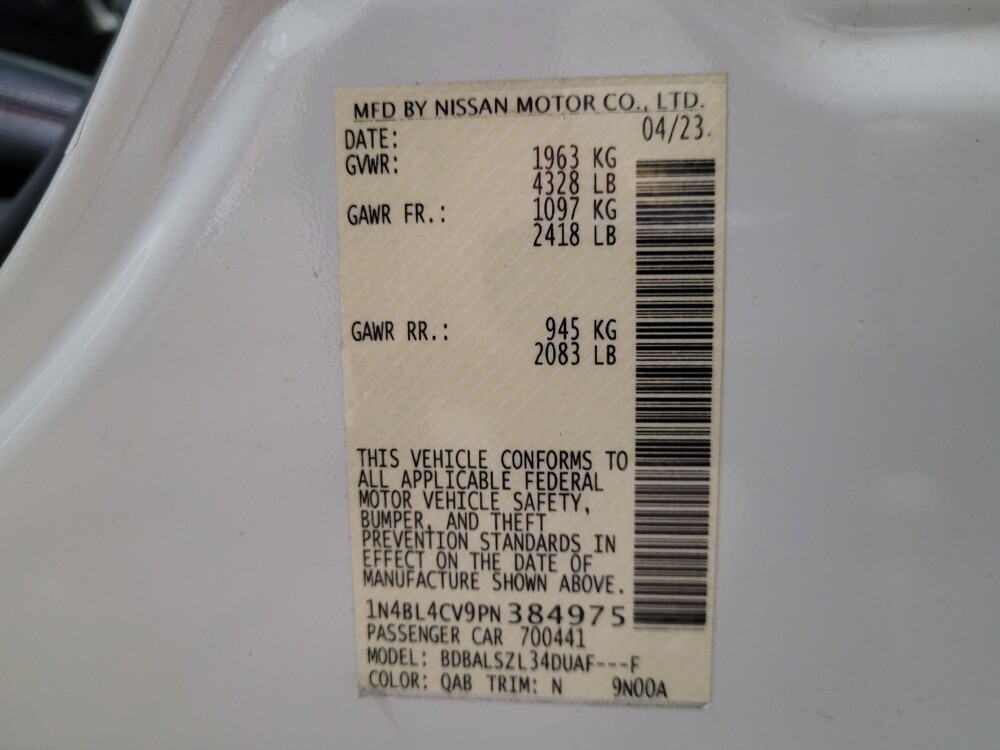 MFD BY NISSAN MOTOR CO., LTD.
DATE: 04/23
GVWR: 1963 KG
4328 LB
GAWR FR.: 1097 KG
2418 LB
GAWR RR.: 945 KG
2083 LB
THIS VEHICLE CONFORMS TO
ALL APPLICABLE FEDERAL
MOTOR VEHICLE SAFETY,
BUMPER, AND THEFT
PREVENTION STANDARDS IN
EFFECT ON THE DATE OF
MANUFACTURE SHOWN ABOVE.
1N4BL4CV9PN384975
PASSENGER CAR 700441
MODEL: BDBALSZL34DUAF---F
COLOR: QAB TRIM: N 9N00A